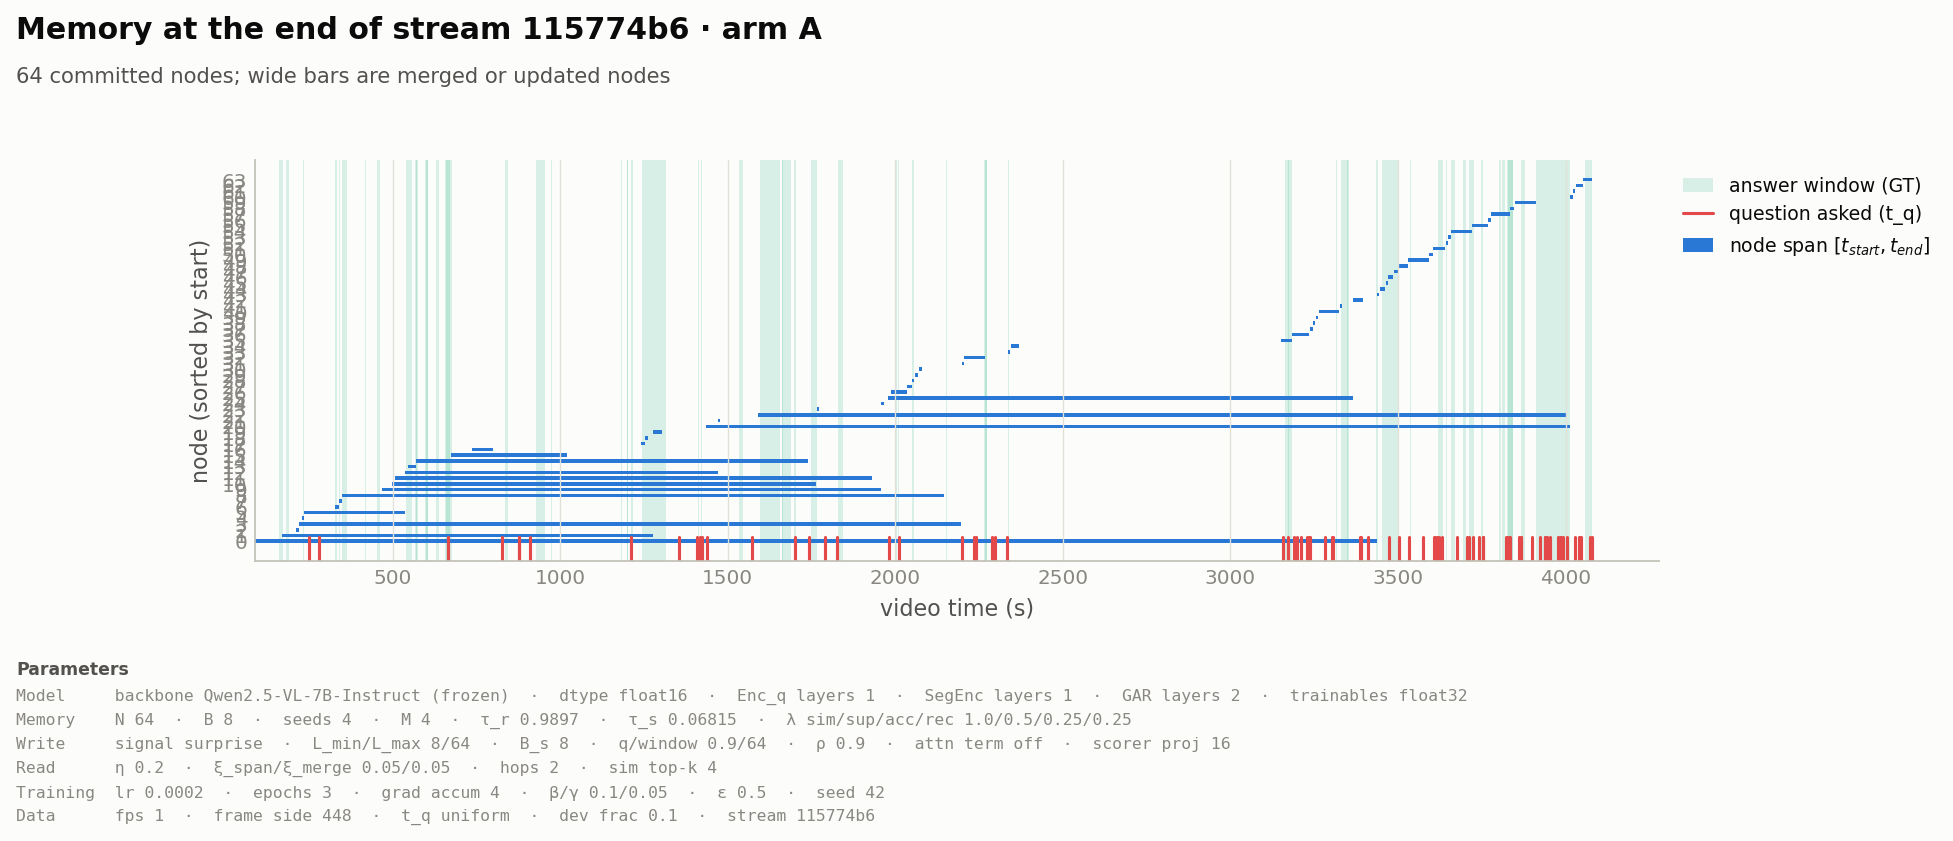 Memory at the end of stream 115774b6 · arm A
64 committed nodes; wide bars are merged or updated nodes
answer window (GT)
question asked (t_q)
node span [t_start, t_end]
node (sorted by start)
500 1000 1500 2000 2500 3000 3500 4000
video time (s)
Parameters
Model backbone Qwen2.5-VL-7B-Instruct (frozen) · dtype float16 · Enc_q layers 1 · SegEnc layers 1 · GAR layers 2 · trainables float32
Memory N 64 · B 8 · seeds 4 · M 4 · τ_r 0.9897 · τ_s 0.06815 · λ sim/sup/acc/rec 1.0/0.5/0.25/0.25
Write signal surprise · L_min/L_max 8/64 · B_s 8 · q/window 0.9/64 · ρ 0.9 · attn term off · scorer proj 16
Read η 0.2 · ξ_span/ξ_merge 0.05/0.05 · hops 2 · sim top-k 4
Training lr 0.0002 · epochs 3 · grad accum 4 · β/γ 0.1/0.05 · ε 0.5 · seed 42
Data fps 1 · frame side 448 · t_q uniform · dev frac 0.1 · stream 115774b6